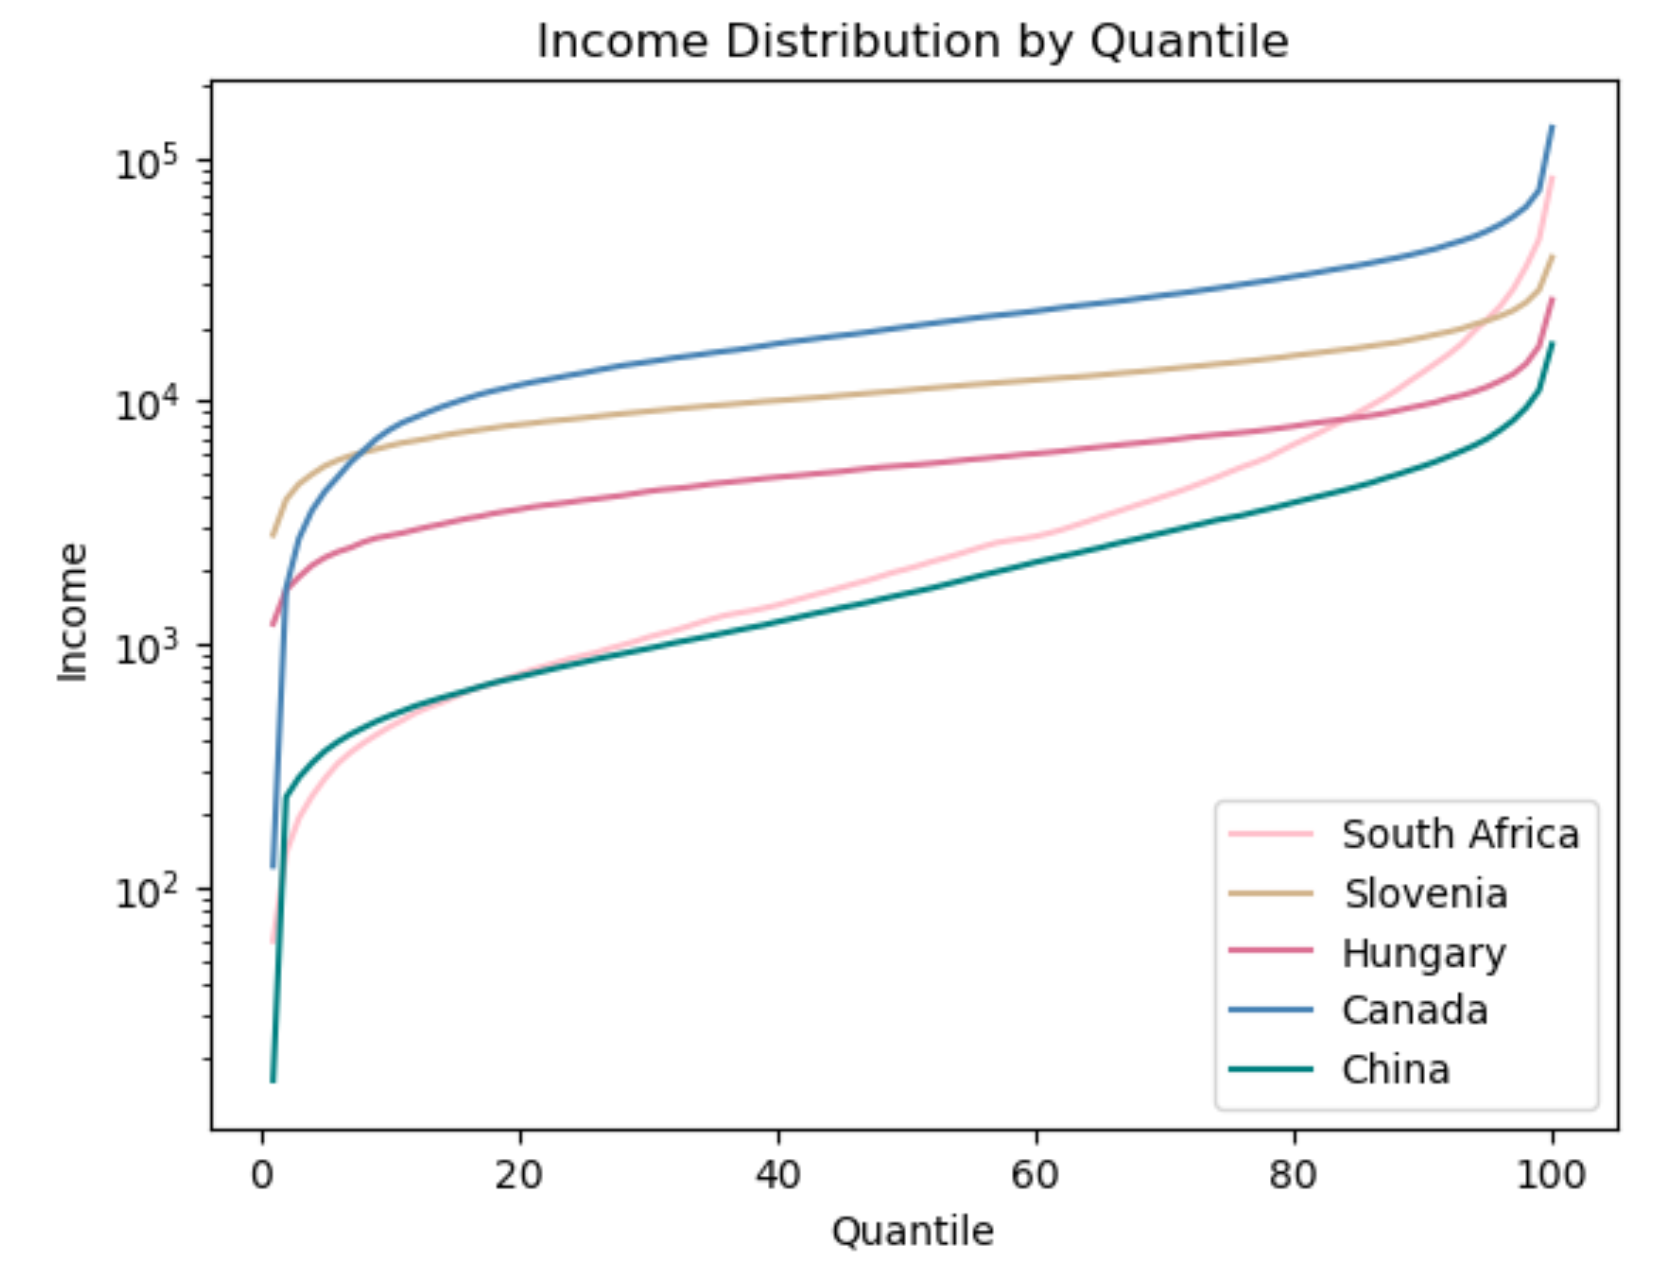 Income Distribution by Quantile
Income
10⁵
10⁴
10³
10²
0 20 40 60 80 100
Quantile
South Africa
Slovenia
Hungary
Canada
China